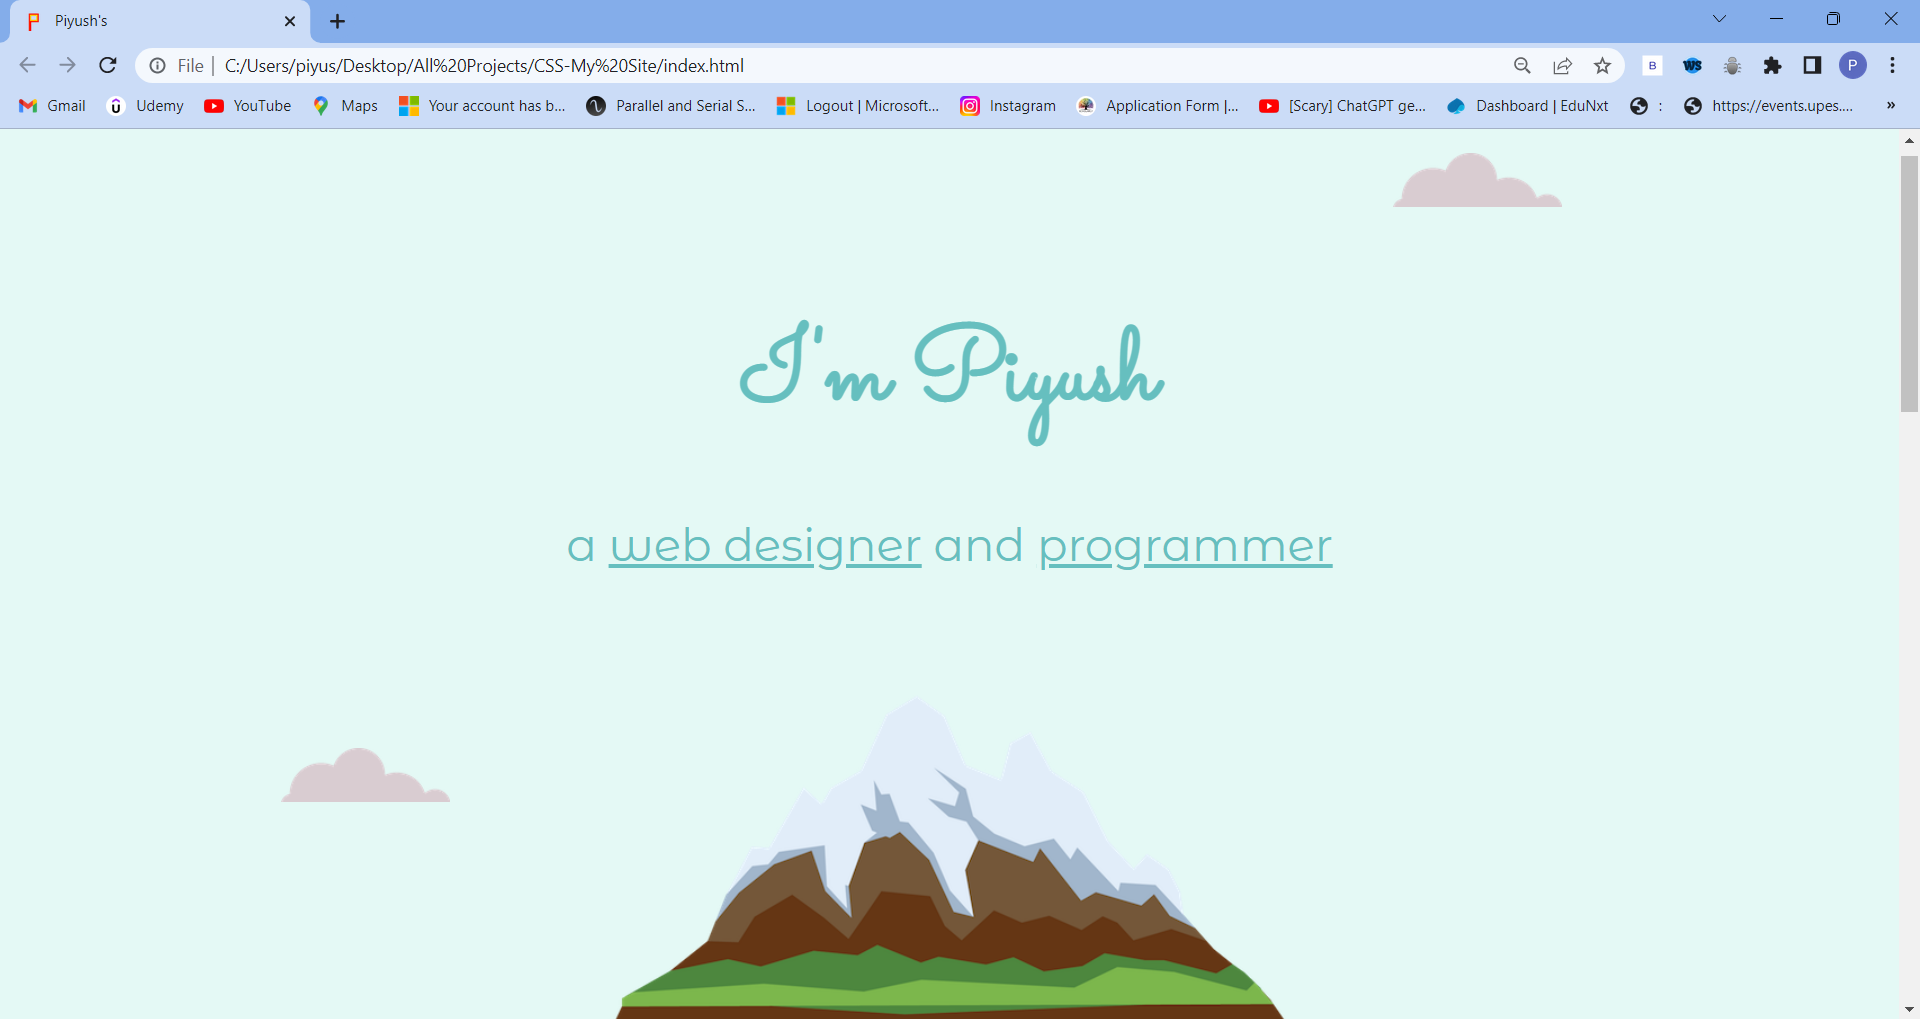 Piyush's
File C:/Users/piyus/Desktop/All%20Projects/CSS-My%20Site/index.html
B WS P
Gmail Udemy YouTube Maps Your account has b... Parallel and Serial S... Logout | Microsoft... Instagram Application Form |... [Scary] ChatGPT ge... Dashboard | EduNxt : https://events.upes.... »
I'm Piyush
a web designer and programmer